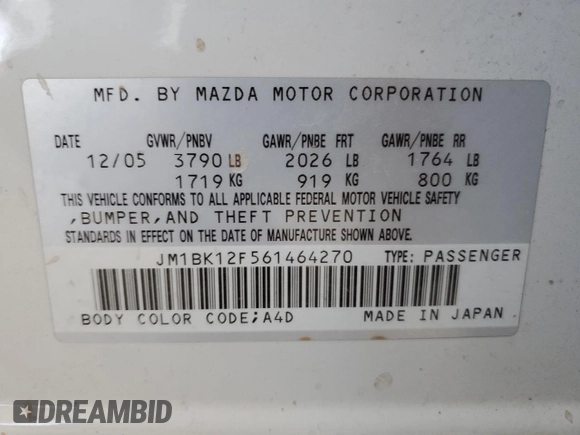 MFD. BY MAZDA MOTOR CORPORATION
DATE GVWR/PNBV GAWR/PNBE FRT GAWR/PNBE RR
12/05 3790 LB 2026 LB 1764 LB
1719 KG 919 KG 800 KG
THIS VEHICLE CONFORMS TO ALL APPLICABLE FEDERAL MOTOR VEHICLE SAFETY
,BUMPER,AND THEFT PREVENTION
STANDARDS IN EFFECT ON THE DATE OF MANUFACTURE SHOWN ABOVE.
JM1BK12F561464270 TYPE: PASSENGER
BODY COLOR CODE;A4D MADE IN JAPAN
DREAMBID